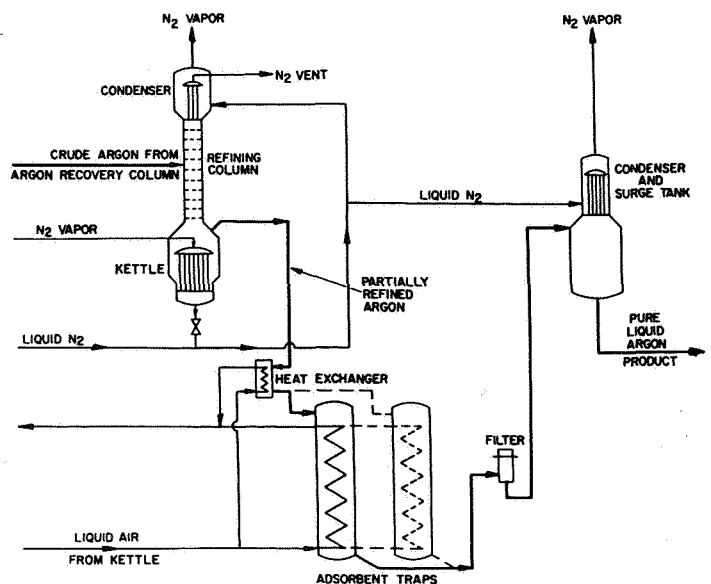 N2 VAPOR
N2 VAPOR
N2 VENT
CONDENSER
CRUDE ARGON FROM
ARGON RECOVERY COLUMN
REFINING
COLUMN
CONDENSER
AND
SURGE TANK
LIQUID N2
N2 VAPOR
KETTLE
PARTIALLY
REFINED
ARGON
LIQUID N2
PURE
LIQUID
ARGON
PRODUCT
HEAT EXCHANGER
FILTER
LIQUID AIR
FROM KETTLE
ADSORBENT TRAPS